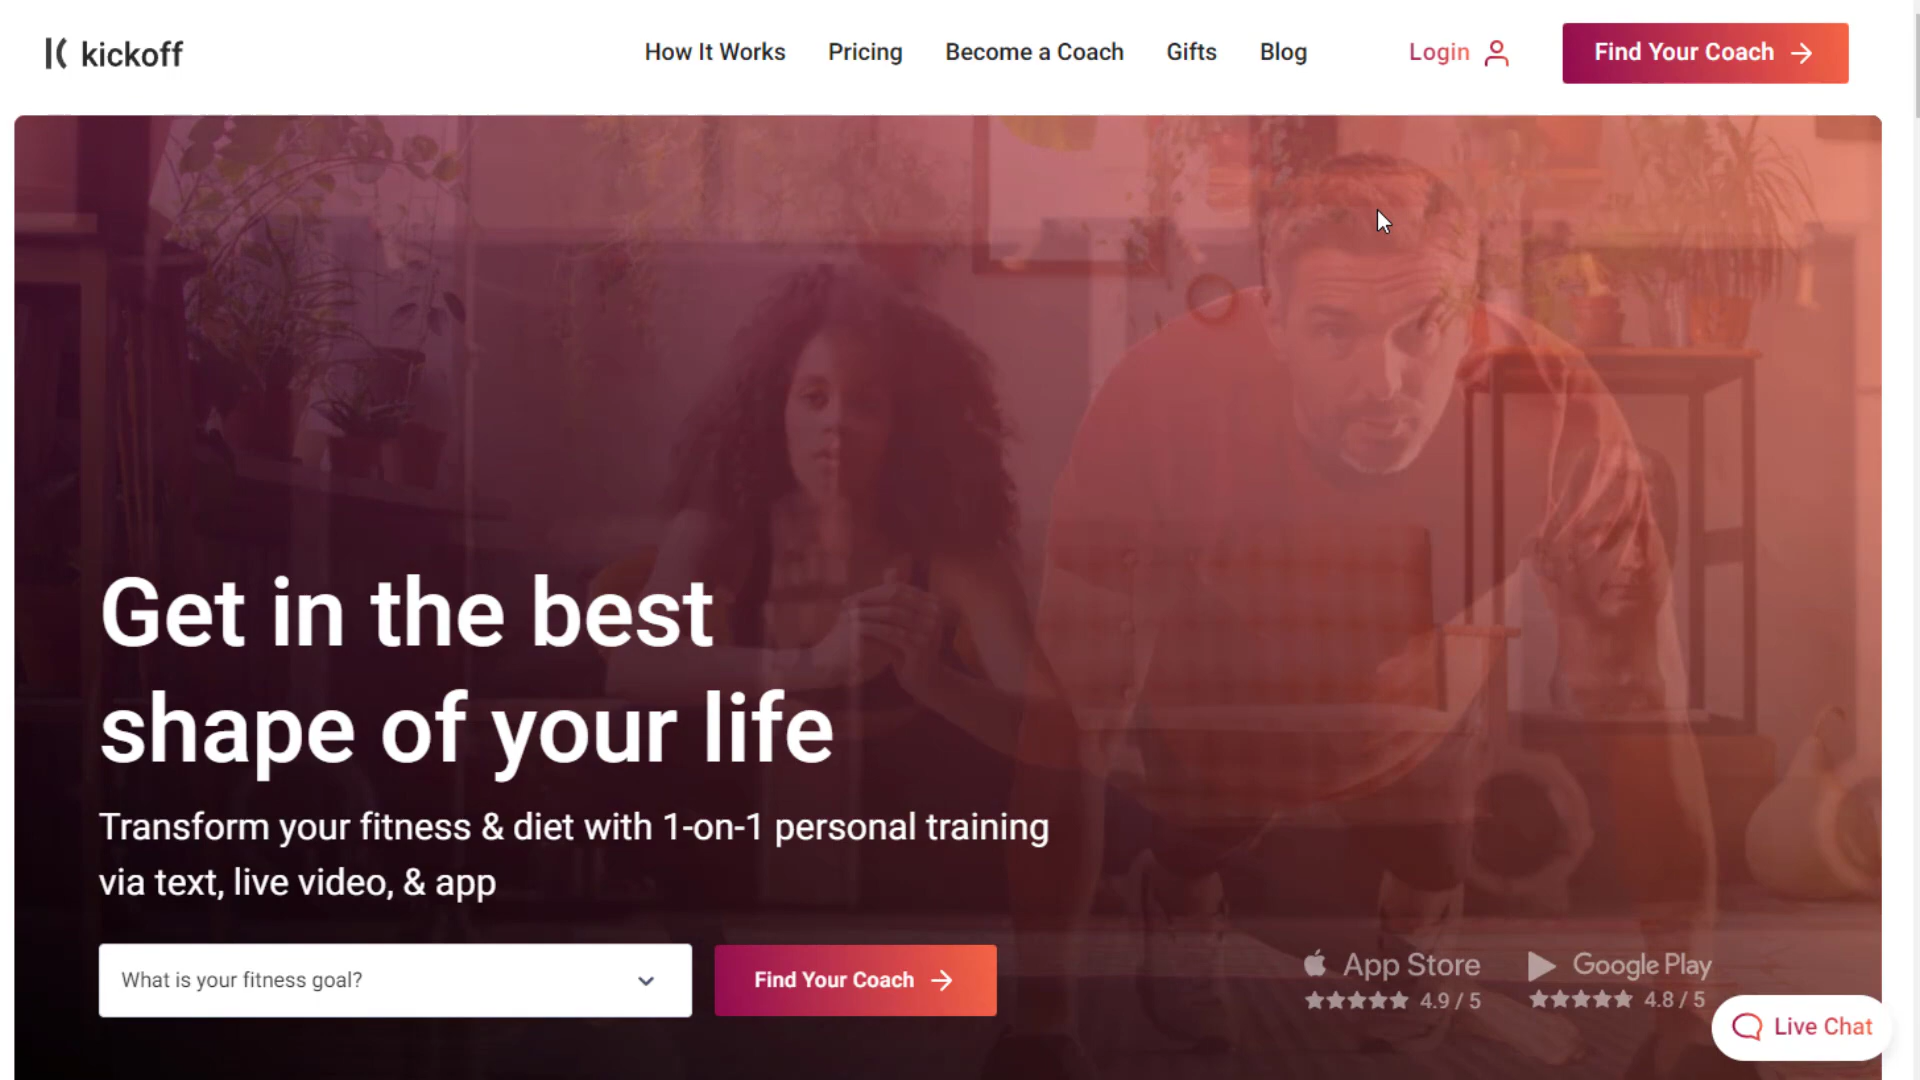 kickoff
How It Works Pricing Become a Coach Gifts Blog Login Find Your Coach
Get in the best
shape of your life
Transform your fitness & diet with 1-on-1 personal training
via text, live video, & app
What is your fitness goal?
Find Your Coach
App Store
4.9 / 5
Google Play
4.8 / 5
Live Chat